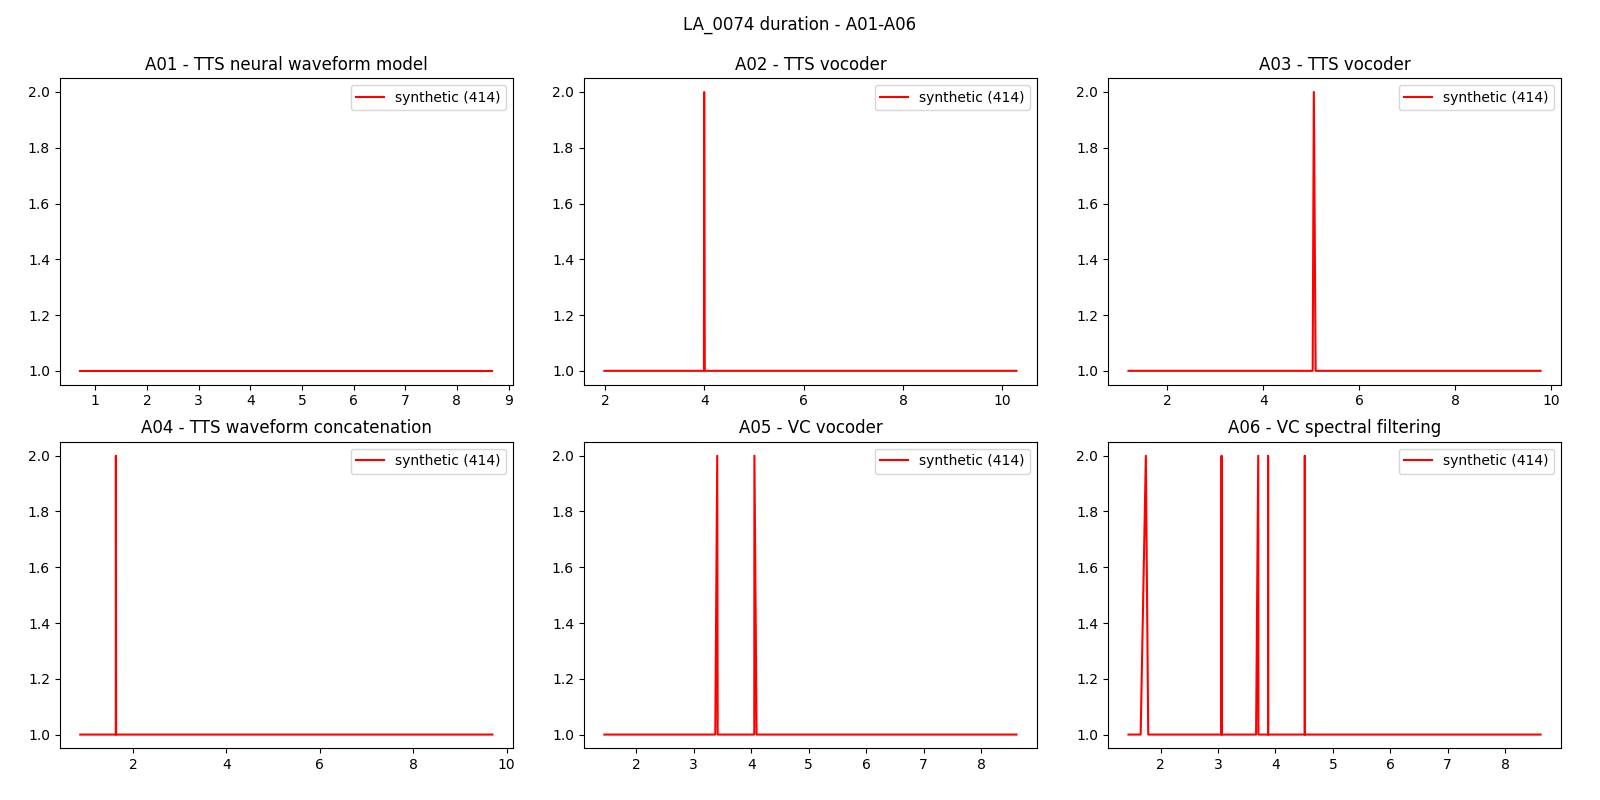 LA_0074 duration - A01-A06
A01 - TTS neural waveform model
synthetic (414)
2.0
1.8
1.6
1.4
1.2
1.0
1 2 3 4 5 6 7 8 9
A02 - TTS vocoder
synthetic (414)
2.0
1.8
1.6
1.4
1.2
1.0
2 4 6 8 10
A03 - TTS vocoder
synthetic (414)
2.0
1.8
1.6
1.4
1.2
1.0
2 4 6 8 10
A04 - TTS waveform concatenation
synthetic (414)
2.0
1.8
1.6
1.4
1.2
1.0
2 4 6 8 10
A05 - VC vocoder
synthetic (414)
2.0
1.8
1.6
1.4
1.2
1.0
2 3 4 5 6 7 8
A06 - VC spectral filtering
synthetic (414)
2.0
1.8
1.6
1.4
1.2
1.0
2 3 4 5 6 7 8